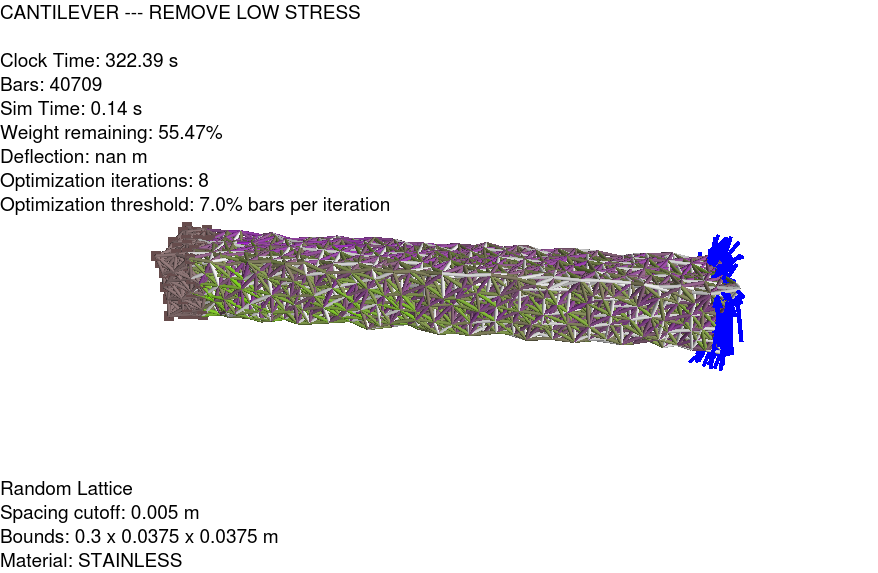 CANTILEVER --- REMOVE LOW STRESS
Clock Time: 322.39 s
Bars: 40709
Sim Time: 0.14 s
Weight remaining: 55.47%
Deflection: nan m
Optimization iterations: 8
Optimization threshold: 7.0% bars per iteration
Random Lattice
Spacing cutoff: 0.005 m
Bounds: 0.3 x 0.0375 x 0.0375 m
Material: STAINLESS